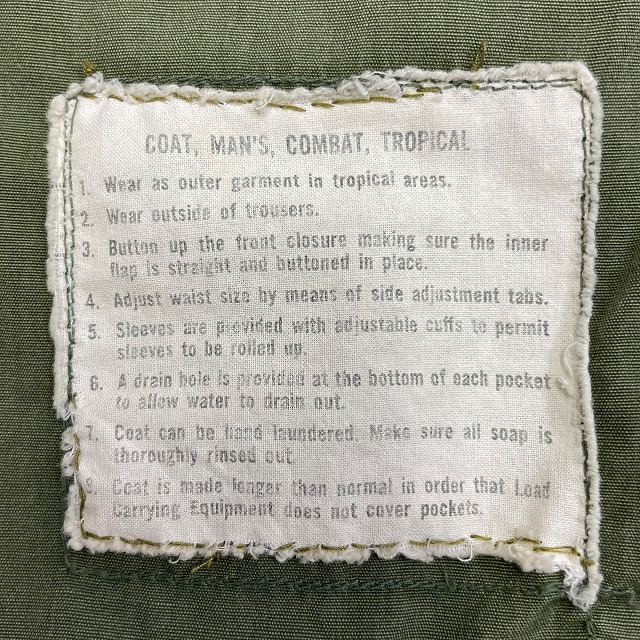 COAT, MAN'S, COMBAT, TROPICAL
1. Wear as outer garment in tropical areas.
2. Wear outside of trousers.
3. Button up the front closure making sure the inner
flap is straight and buttoned in place.
4. Adjust waist size by means of side adjustment tabs.
5. Sleeves are provided with adjustable cuffs to permit
sleeves to be rolled up.
6. A drain hole is provided at the bottom of each pocket
to allow water to drain out.
7. Coat can be hand laundered. Make sure all soap is
thoroughly rinsed out.
8. Coat is made longer than normal in order that Load
Carrying Equipment does not cover pockets.